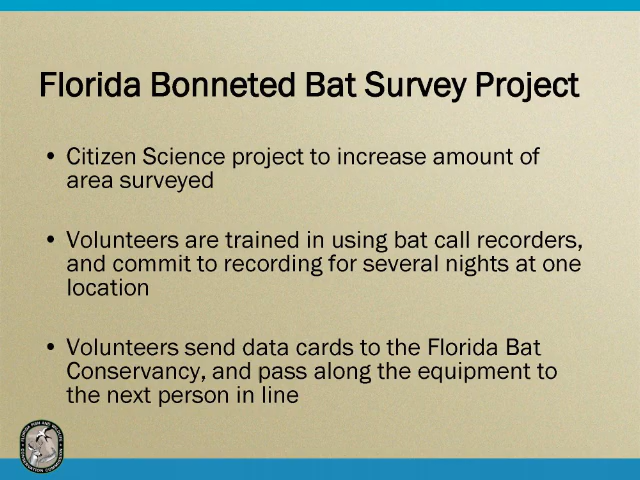 Florida Bonneted Bat Survey Project
• Citizen Science project to increase amount of
area surveyed
• Volunteers are trained in using bat call recorders,
and commit to recording for several nights at one
location
• Volunteers send data cards to the Florida Bat
Conservancy, and pass along the equipment to
the next person in line